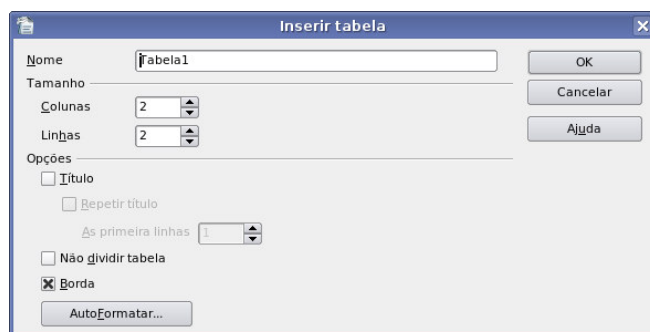 Inserir tabela
Nome Tabela1 OK
Tamanho Cancelar
Colunas 2
Linhas 2 Ajuda
Opções
Título
Repetir título
As primeira linhas 1
Não dividir tabela
Borda
AutoFormatar...